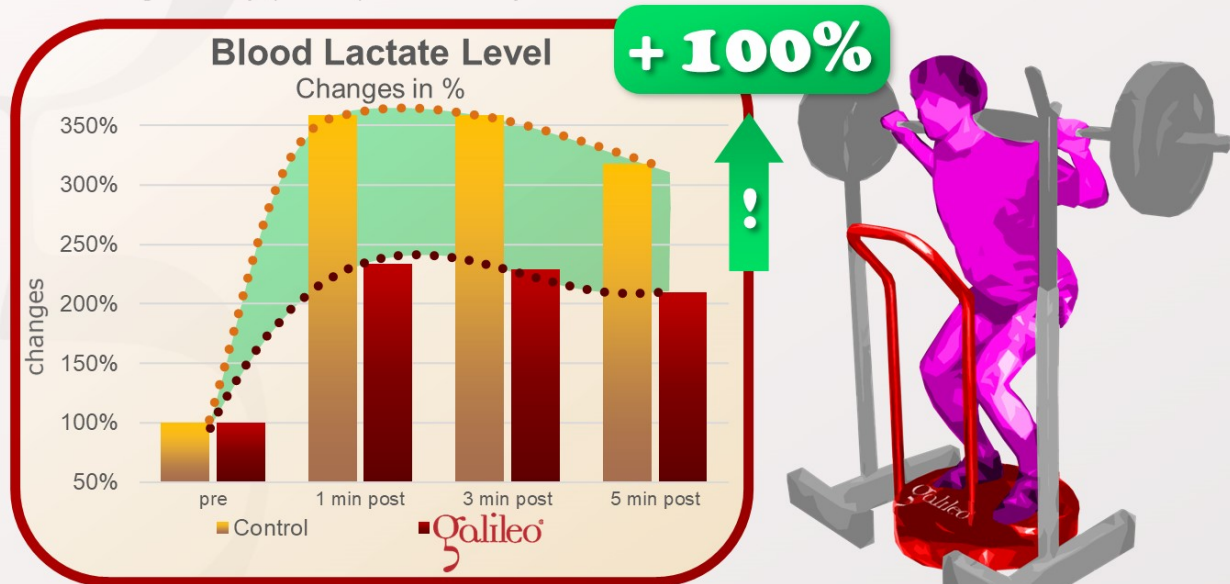 Blood Lactate Level
Changes in %
+ 100%
!
350%
300%
250%
200%
150%
100%
50%
changes
pre 1 min post 3 min post 5 min post
Control galileo
galileo